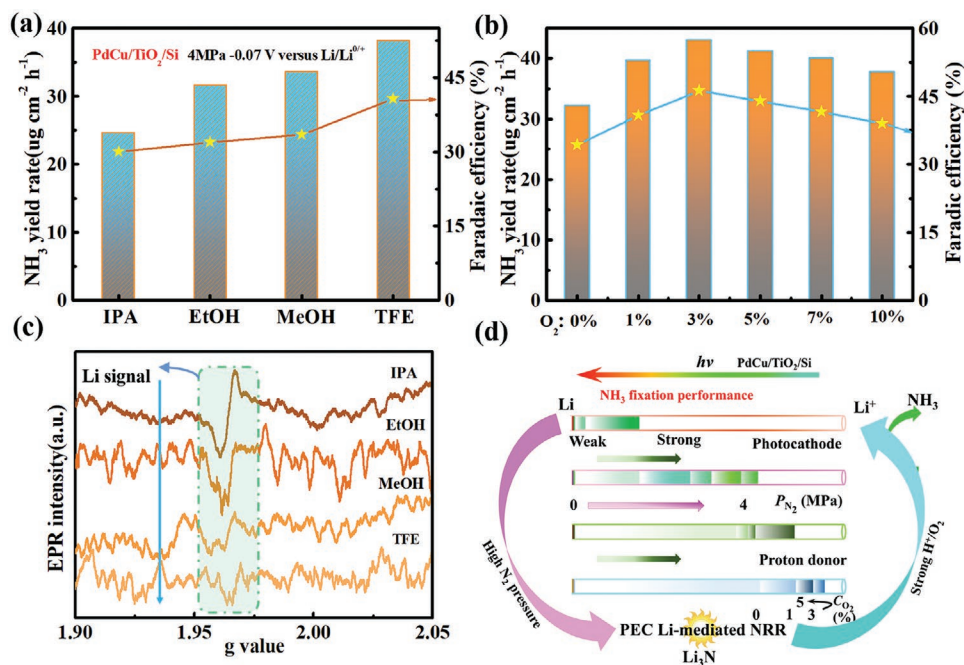 (a)
PdCu/TiO2/Si 4MPa -0.07 V versus Li/Li0/+
NH3 yield rate(ug cm-2 h-1)
40
30
20
10
0
Faradaic efficiency (%)
45
30
15
0
IPA EtOH MeOH TFE
(b)
NH3 yield rate(ug cm-2 h-1)
40
30
20
10
0
Faradic efficiency (%)
60
45
30
15
0
O2: 0% 1% 3% 5% 7% 10%
(c)
Li signal
IPA
EtOH
MeOH
TFE
EPR intensity(a.u.)
1.90 1.95 2.00 2.05
g value
(d)
hν PdCu/TiO2/Si
NH3 fixation performance
Li
Li+
NH3
Weak Strong Photocathode
0 4 PN2 (MPa)
Proton donor
0 1 3 5 CO2 (%)
High N2 pressure
Strong H+/O2
PEC Li-mediated NRR
Li3N